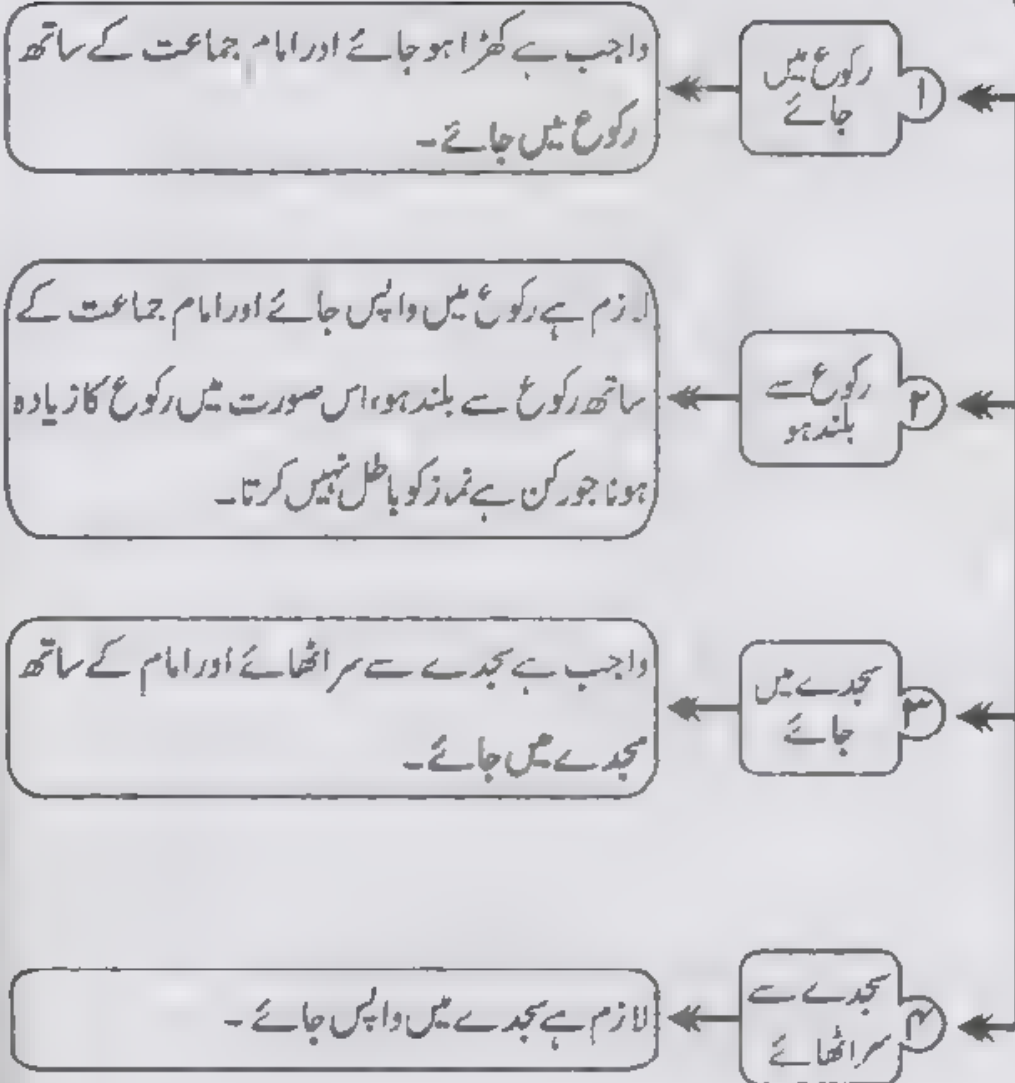 ۱
رکوع میں
جائے
واجب ہے کھڑا ہو جائے اور امام جماعت کے ساتھ
رکوع میں جائے۔
۲
رکوع سے
بلند ہو
لازم ہے رکوع میں واپس جائے اور امام جماعت کے
ساتھ رکوع سے بلند ہو، اس صورت میں رکوع کا زیادہ
ہونا جو رکن ہے نماز کو باطل نہیں کرتا۔
۳
سجدے میں
جائے
واجب ہے سجدے سے سر اٹھائے اور امام کے ساتھ
سجدے میں جائے۔
۴
سجدے سے
سر اٹھائے
لازم ہے سجدے میں واپس جائے۔